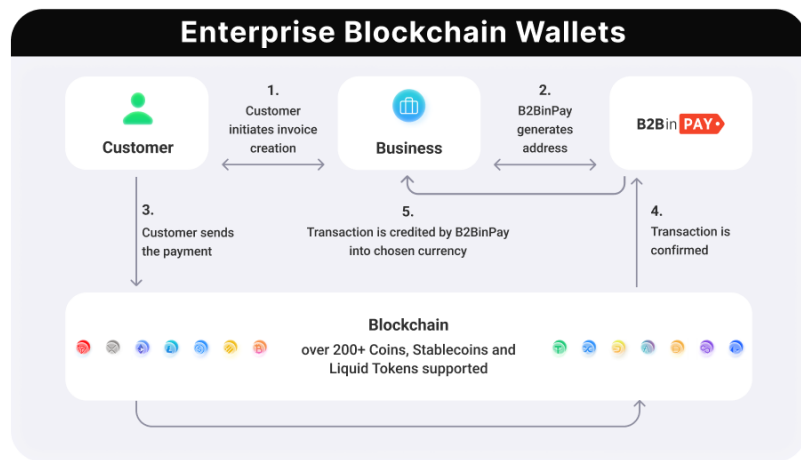 Enterprise Blockchain Wallets
Customer
1.
Customer
initiates invoice
creation
Business
2.
B2BinPay
generates
address
B2BinPAY
3.
Customer sends
the payment
5.
Transaction is credited by B2BinPay
into chosen currency
4.
Transaction is
confirmed
Blockchain
over 200+ Coins, Stablecoins and
Liquid Tokens supported